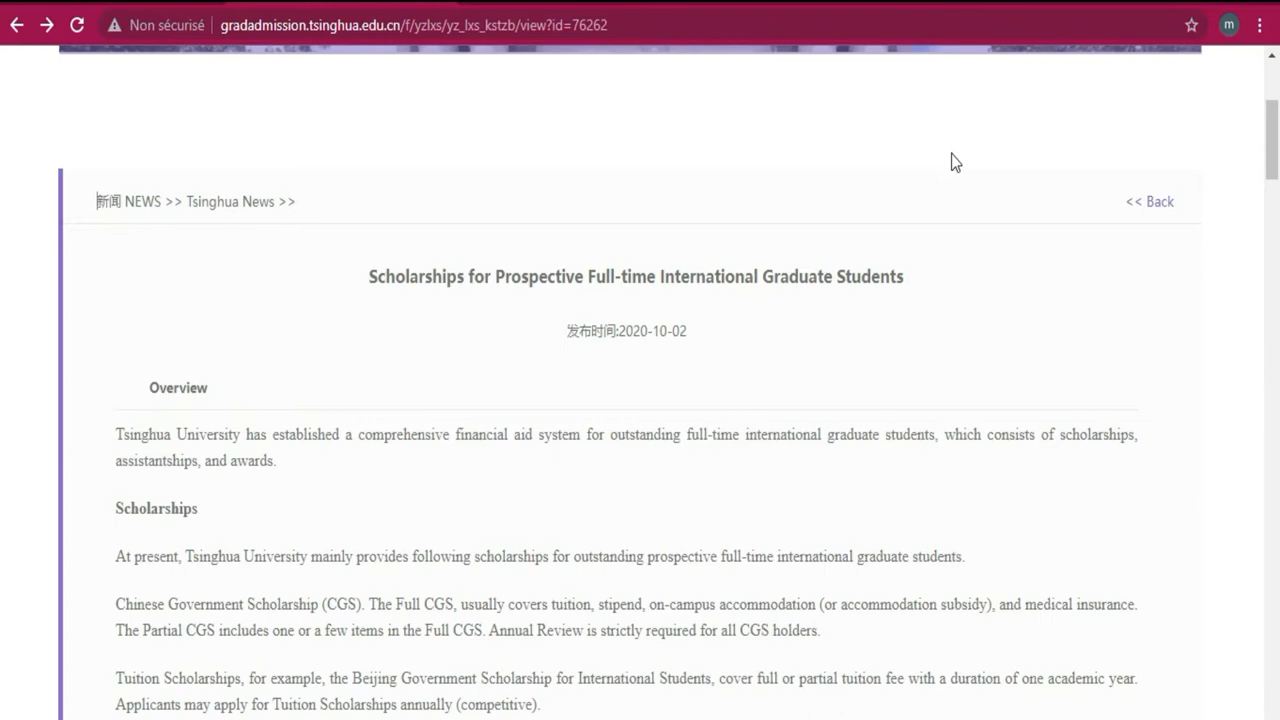 Non sécurisé gradadmission.tsinghua.edu.cn/f/yzlxs/yz_lxs_kstzb/view?id=76262 m
新闻 NEWS >> Tsinghua News >> << Back
Scholarships for Prospective Full-time International Graduate Students
发布时间:2020-10-02
Overview
Tsinghua University has established a comprehensive financial aid system for outstanding full-time international graduate students, which consists of scholarships,
assistantships, and awards.
Scholarships
At present, Tsinghua University mainly provides following scholarships for outstanding prospective full-time international graduate students.
Chinese Government Scholarship (CGS). The Full CGS, usually covers tuition, stipend, on-campus accommodation (or accommodation subsidy), and medical insurance.
The Partial CGS includes one or a few items in the Full CGS. Annual Review is strictly required for all CGS holders.
Tuition Scholarships, for example, the Beijing Government Scholarship for International Students, cover full or partial tuition fee with a duration of one academic year.
Applicants may apply for Tuition Scholarships annually (competitive).